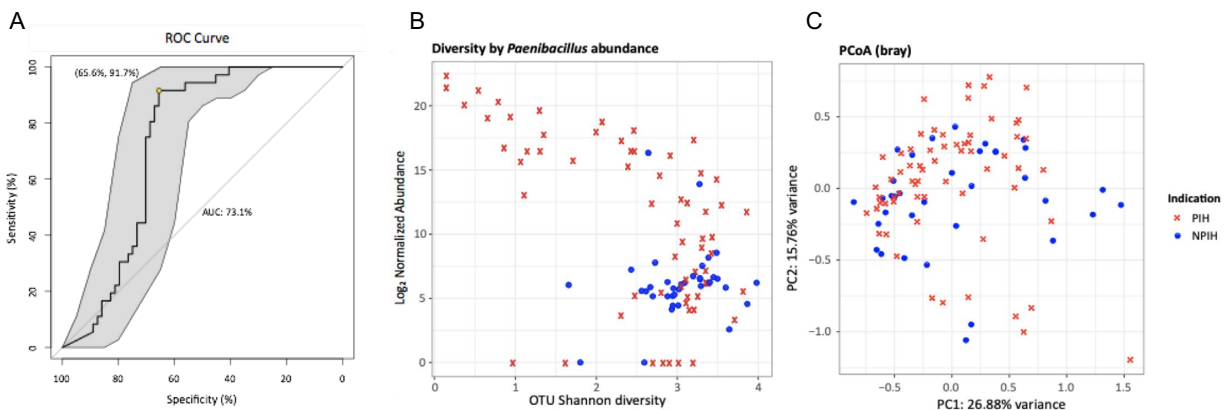 A
ROC Curve
(65.6%, 91.7%)
AUC: 73.1%
Sensitivity (%)
0
20
40
60
80
100
100
80
60
40
20
0
Specificity (%)
B
Diversity by Paenibacillus abundance
Log2 Normalized Abundance
20
15
10
5
0
0
1
2
3
4
OTU Shannon diversity
C
PCoA (bray)
PC2: 15.76% variance
0.5
0.0
−0.5
−1.0
−0.5
0.0
0.5
1.0
1.5
PC1: 26.88% variance
Indication
PIH
NPIH